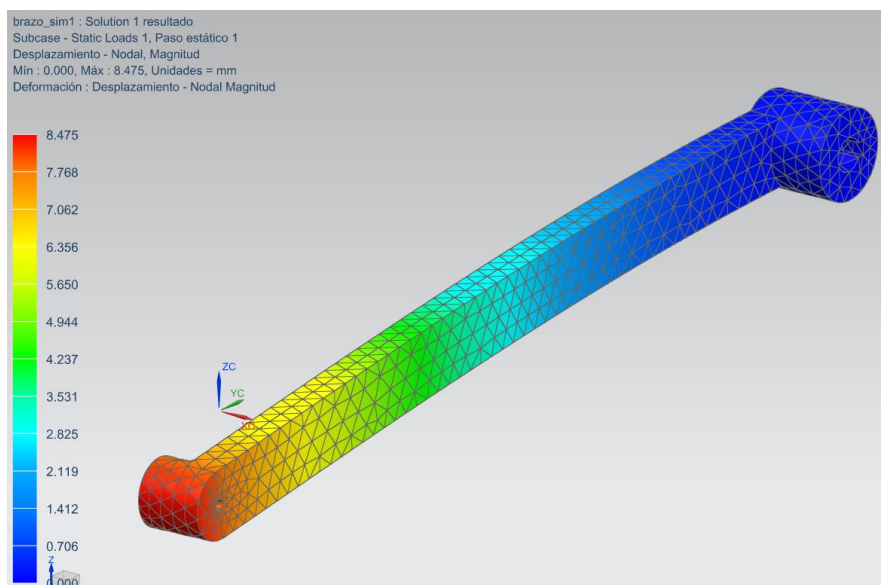 brazo_sim1 : Solution 1 resultado
Subcase - Static Loads 1, Paso estático 1
Desplazamiento - Nodal, Magnitud
Mín : 0.000, Máx : 8.475, Unidades = mm
Deformación : Desplazamiento - Nodal Magnitud
8.475
7.768
7.062
6.356
5.650
4.944
4.237
3.531
2.825
2.119
1.412
0.706
0.000
ZC
YC
XC
Z